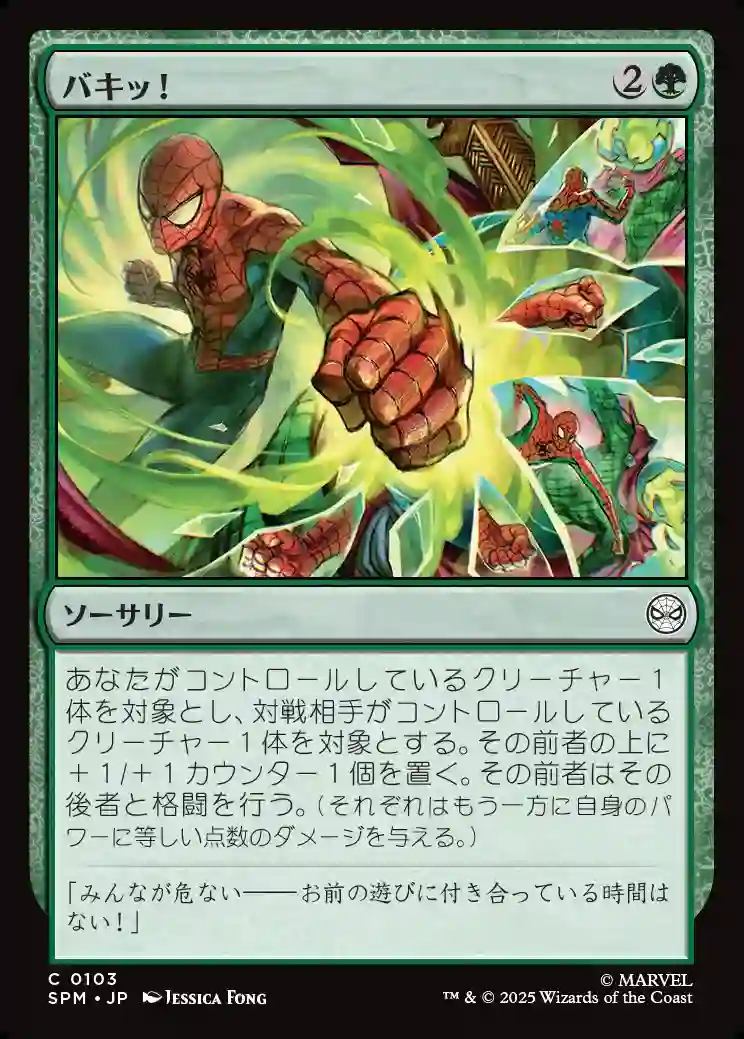 バキッ！ 2
ソーサリー
あなたがコントロールしているクリーチャー１
体を対象とし、対戦相手がコントロールしている
クリーチャー１体を対象とする。その前者の上に
＋１/＋１カウンター１個を置く。その前者はその
後者と格闘を行う。（それぞれはもう一方に自身のパ
ワーに等しい点数のダメージを与える。）
「みんなが危ない――お前の遊びに付き合っている時間は
ない！」
C 0103
SPM • JP Jessica Fong
© MARVEL
™ & © 2025 Wizards of the Coast